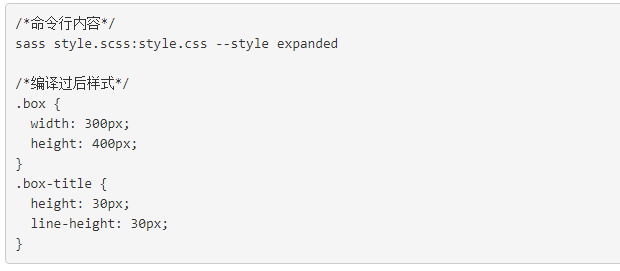 /*命令行内容*/
sass style.scss:style.css --style expanded
/*编译过后样式*/
.box {
  width: 300px;
  height: 400px;
}
.box-title {
  height: 30px;
  line-height: 30px;
}